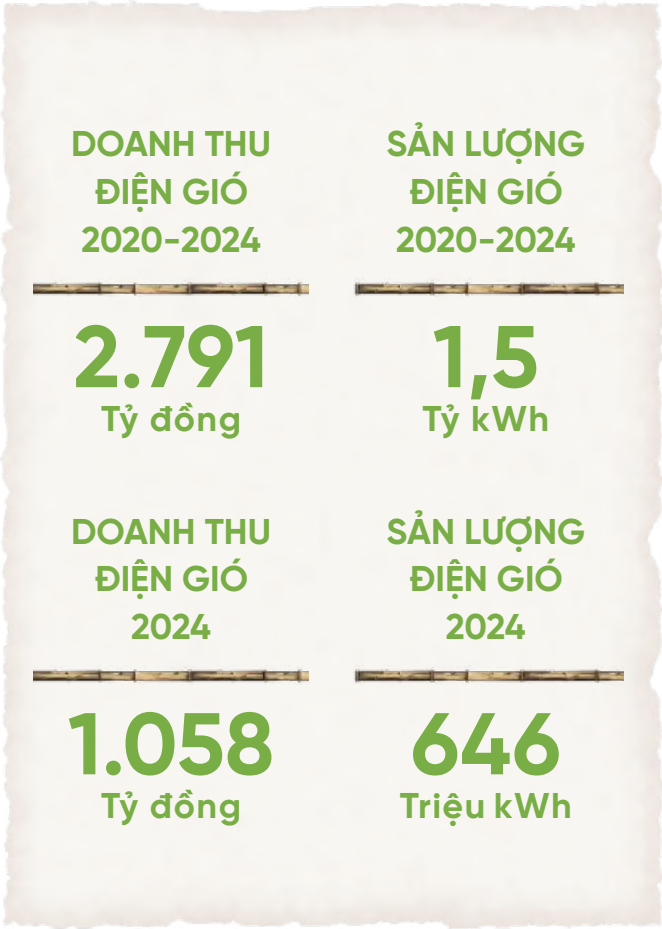 DOANH THU
ĐIỆN GIÓ
2020-2024
2.791
Tỷ đồng
SẢN LƯỢNG
ĐIỆN GIÓ
2020-2024
1,5
Tỷ kWh
DOANH THU
ĐIỆN GIÓ
2024
1.058
Tỷ đồng
SẢN LƯỢNG
ĐIỆN GIÓ
2024
646
Triệu kWh